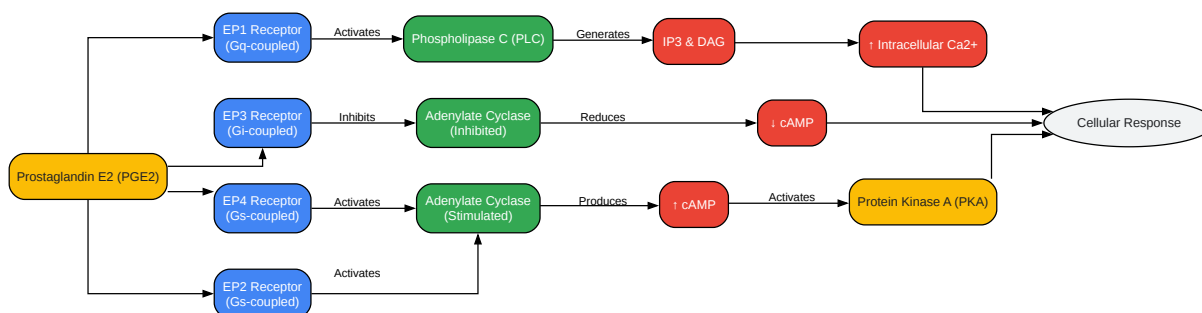 EP1 Receptor
(Gq-coupled)
Activates
Phospholipase C (PLC)
Generates
IP3 & DAG
↑ Intracellular Ca2+
EP3 Receptor
(Gi-coupled)
Inhibits
Adenylate Cyclase
(Inhibited)
Reduces
↓ cAMP
Cellular Response
Prostaglandin E2 (PGE2)
EP4 Receptor
(Gs-coupled)
Activates
Adenylate Cyclase
(Stimulated)
Produces
↑ cAMP
Activates
Protein Kinase A (PKA)
EP2 Receptor
(Gs-coupled)
Activates